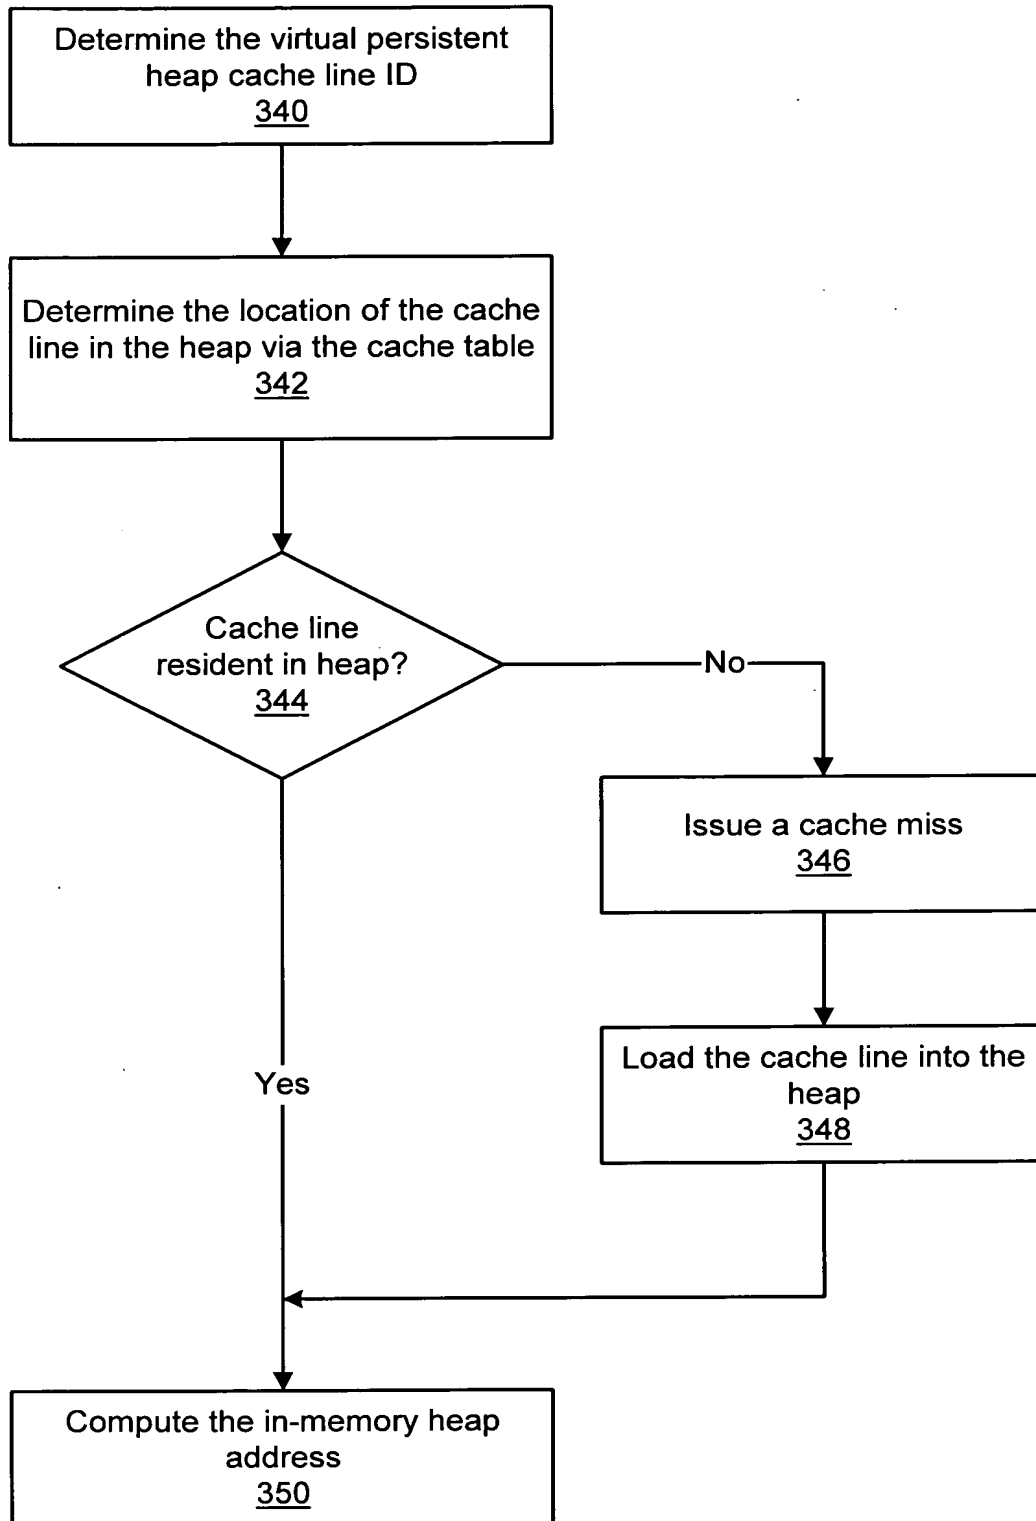 Determine the virtual persistent
heap cache line ID
340
Determine the location of the cache
line in the heap via the cache table
342
Cache line
resident in heap?
344
No
Issue a cache miss
346
Load the cache line into the
heap
348
Yes
Compute the in-memory heap
address
350